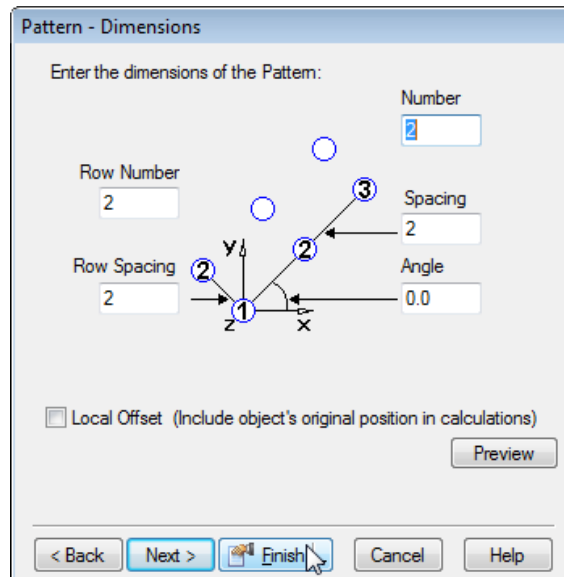 Pattern - Dimensions
Enter the dimensions of the Pattern:
Number
2
Row Number
2
3
Spacing
2
y
2
Row Spacing
2
2
Angle
0.0
1
z
x
Local Offset (Include object's original position in calculations)
Preview
< Back
Next >
Finish
Cancel
Help